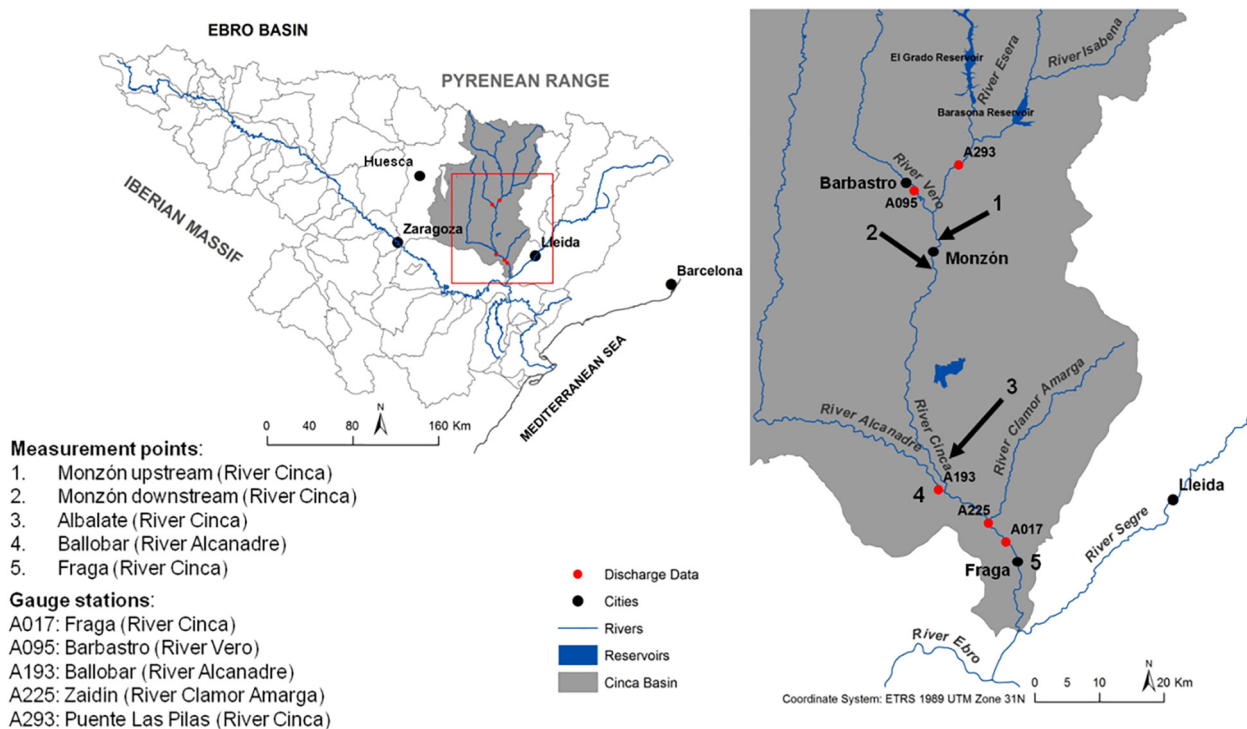 EBRO BASIN
PYRENEAN RANGE
Huesca
IBERIAN MASSIF
Zaragoza
Lleida
Barcelona
MEDITERRANEAN SEA
N
0 40 80 160 Km
Measurement points:
1. Monzón upstream (River Cinca)
2. Monzón downstream (River Cinca)
3. Albalate (River Cinca)
4. Ballobar (River Alcanadre)
5. Fraga (River Cinca)
Gauge stations:
A017: Fraga (River Cinca)
A095: Barbastro (River Vero)
A193: Ballobar (River Alcanadre)
A225: Zaidín (River Clamor Amarga)
A293: Puente Las Pilas (River Cinca)
Discharge Data
Cities
Rivers
Reservoirs
Cinca Basin
El Grado Reservoir
River Esera
River Isabena
Barasona Reservoir
A293
Barbastro
River Vero
A095
1
2
Monzón
3
River Clamor Amarga
River Alcanadre
River Cinca
A193
4
A225
A017
Lleida
River Segre
Fraga
5
River Ebro
N
0 5 10 20 Km
Coordinate System: ETRS 1989 UTM Zone 31N